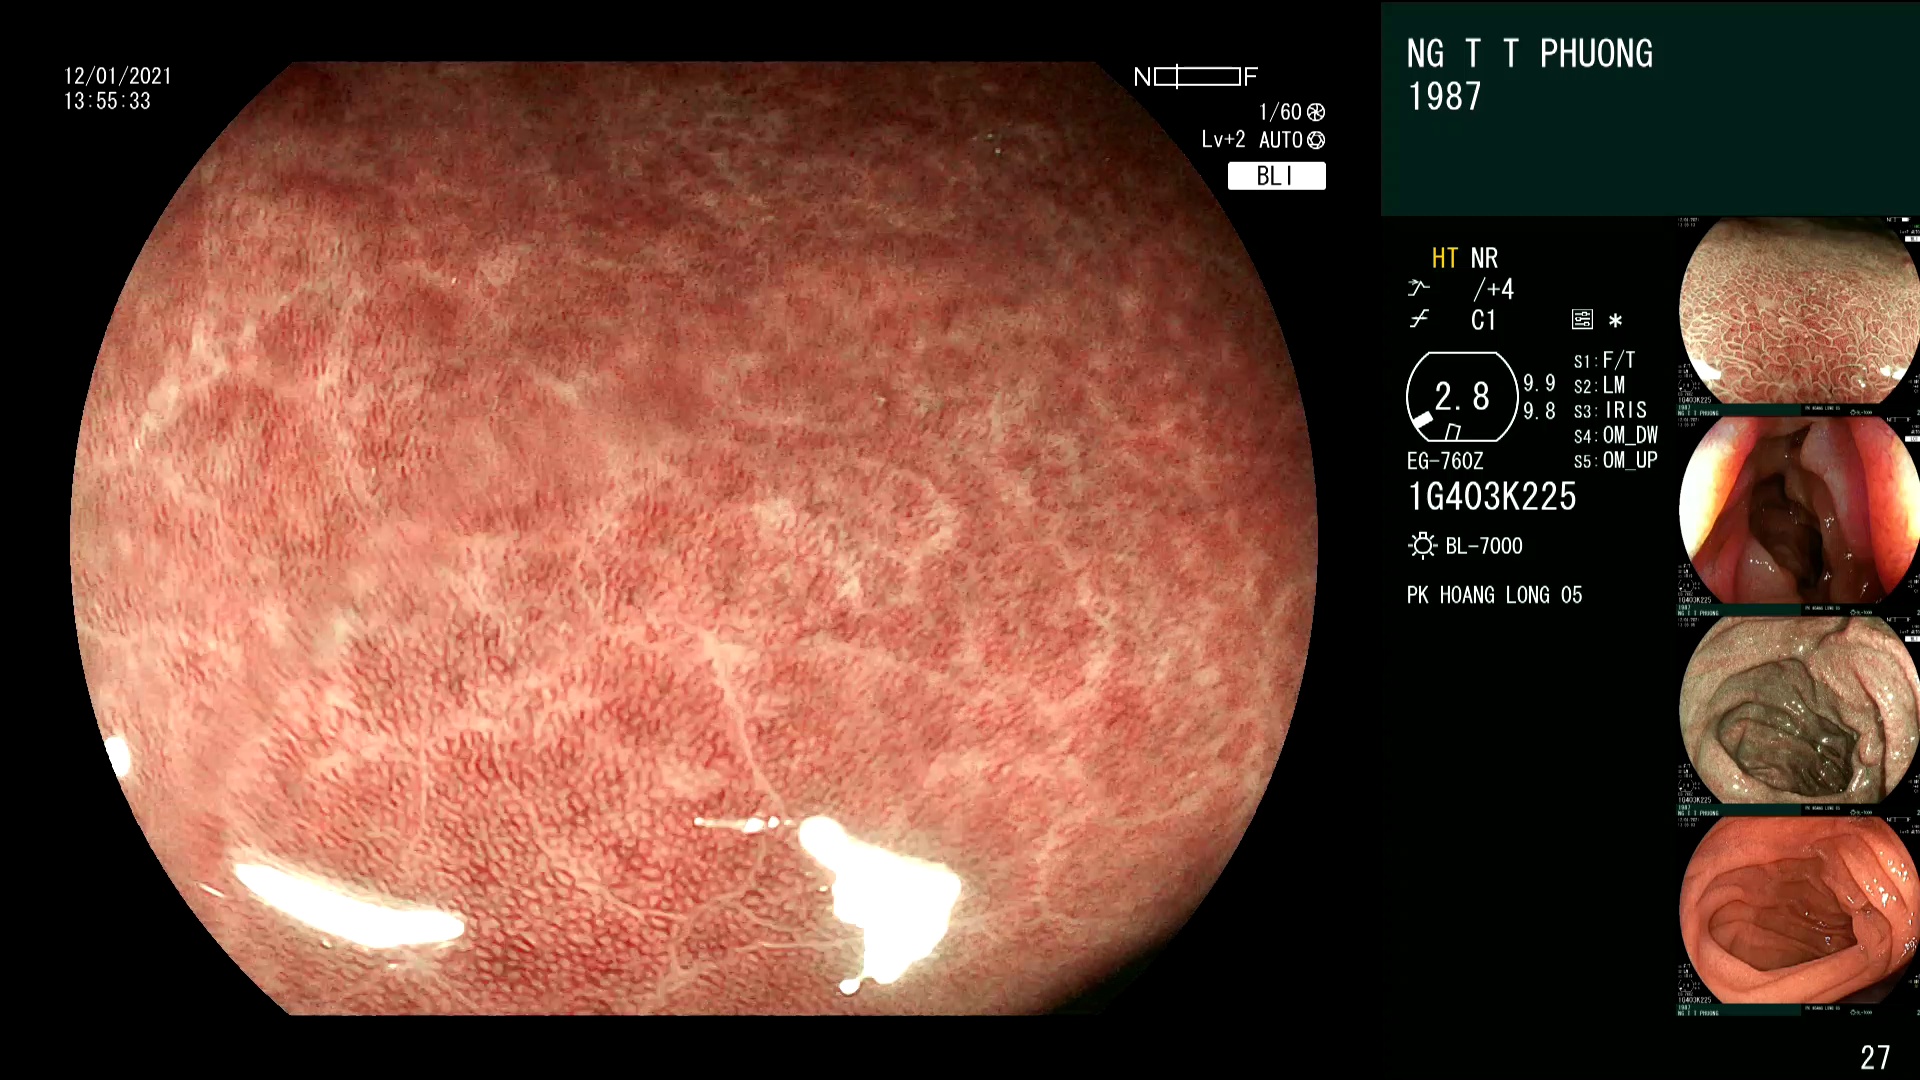 12/01/2021
13:55:33
N F
1/60
Lv+2 AUTO
BLI
NG T T PHUONG
1987
HT NR
/+4
C1 *
2.8
9.9
9.8
S1:F/T
S2:LM
S3:IRIS
S4:OM_DW
S5:OM_UP
EG-760Z
1G403K225
BL-7000
PK HOANG LONG 05
27